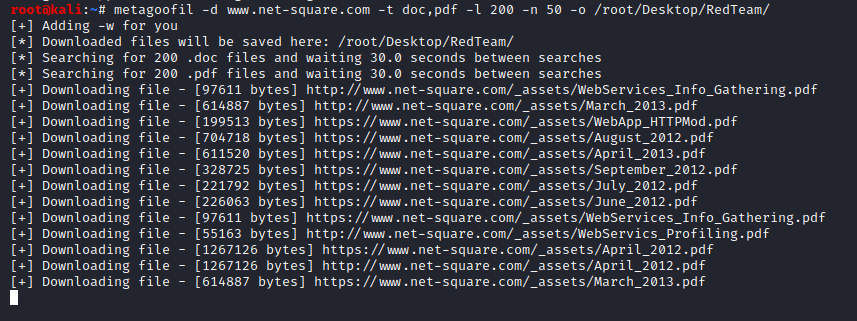 root@kali:~# metagoofil -d www.net-square.com -t doc,pdf -l 200 -n 50 -o /root/Desktop/RedTeam/
[+] Adding -w for you
[*] Downloaded files will be saved here: /root/Desktop/RedTeam/
[*] Searching for 200 .doc files and waiting 30.0 seconds between searches
[*] Searching for 200 .pdf files and waiting 30.0 seconds between searches
[+] Downloading file - [97611 bytes] http://www.net-square.com/_assets/WebServices_Info_Gathering.pdf
[+] Downloading file - [614887 bytes] http://www.net-square.com/_assets/March_2013.pdf
[+] Downloading file - [199513 bytes] https://www.net-square.com/_assets/WebApp_HTTPMod.pdf
[+] Downloading file - [704718 bytes] https://www.net-square.com/_assets/August_2012.pdf
[+] Downloading file - [611520 bytes] https://www.net-square.com/_assets/April_2013.pdf
[+] Downloading file - [328725 bytes] https://www.net-square.com/_assets/September_2012.pdf
[+] Downloading file - [221792 bytes] https://www.net-square.com/_assets/July_2012.pdf
[+] Downloading file - [226063 bytes] https://www.net-square.com/_assets/June_2012.pdf
[+] Downloading file - [97611 bytes] https://www.net-square.com/_assets/WebServices_Info_Gathering.pdf
[+] Downloading file - [55163 bytes] http://www.net-square.com/_assets/WebServics_Profiling.pdf
[+] Downloading file - [1267126 bytes] https://www.net-square.com/_assets/April_2012.pdf
[+] Downloading file - [1267126 bytes] http://www.net-square.com/_assets/April_2012.pdf
[+] Downloading file - [614887 bytes] https://www.net-square.com/_assets/March_2013.pdf